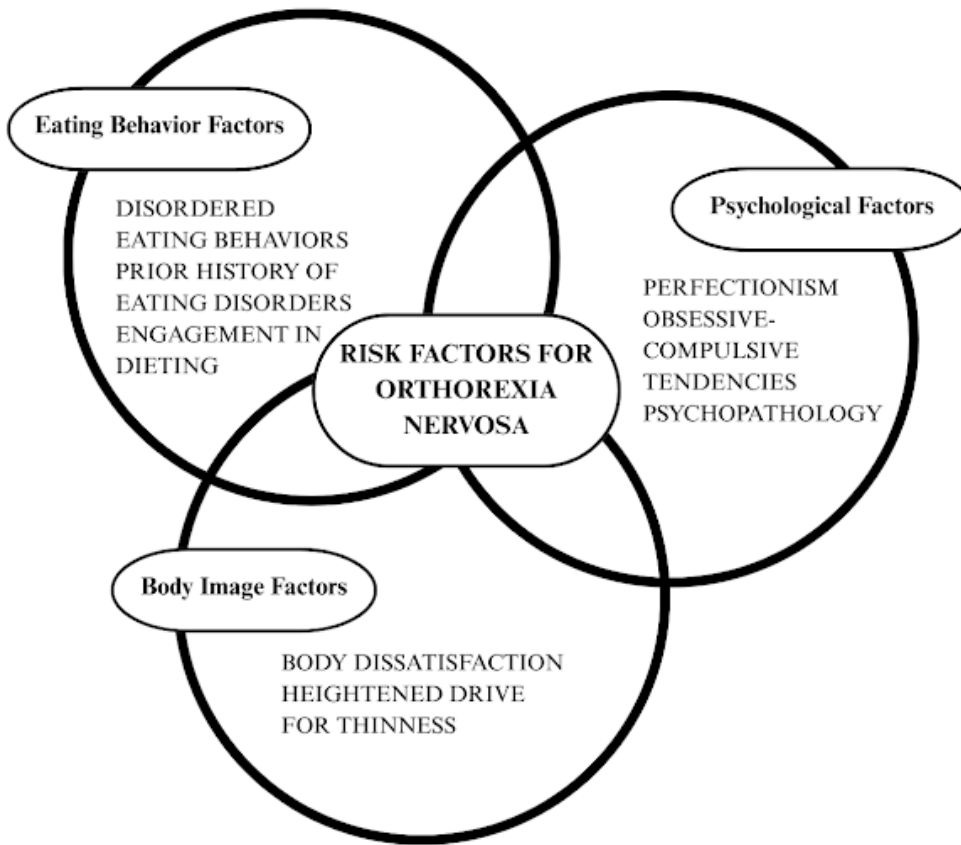 Eating Behavior Factors
DISORDERED
EATING BEHAVIORS
PRIOR HISTORY OF
EATING DISORDERS
ENGAGEMENT IN
DIETING
Psychological Factors
PERFECTIONISM
OBSESSIVE-
COMPULSIVE
TENDENCIES
PSYCHOPATHOLOGY
RISK FACTORS FOR
ORTHOREXIA
NERVOSA
Body Image Factors
BODY DISSATISFACTION
HEIGHTENED DRIVE
FOR THINNESS